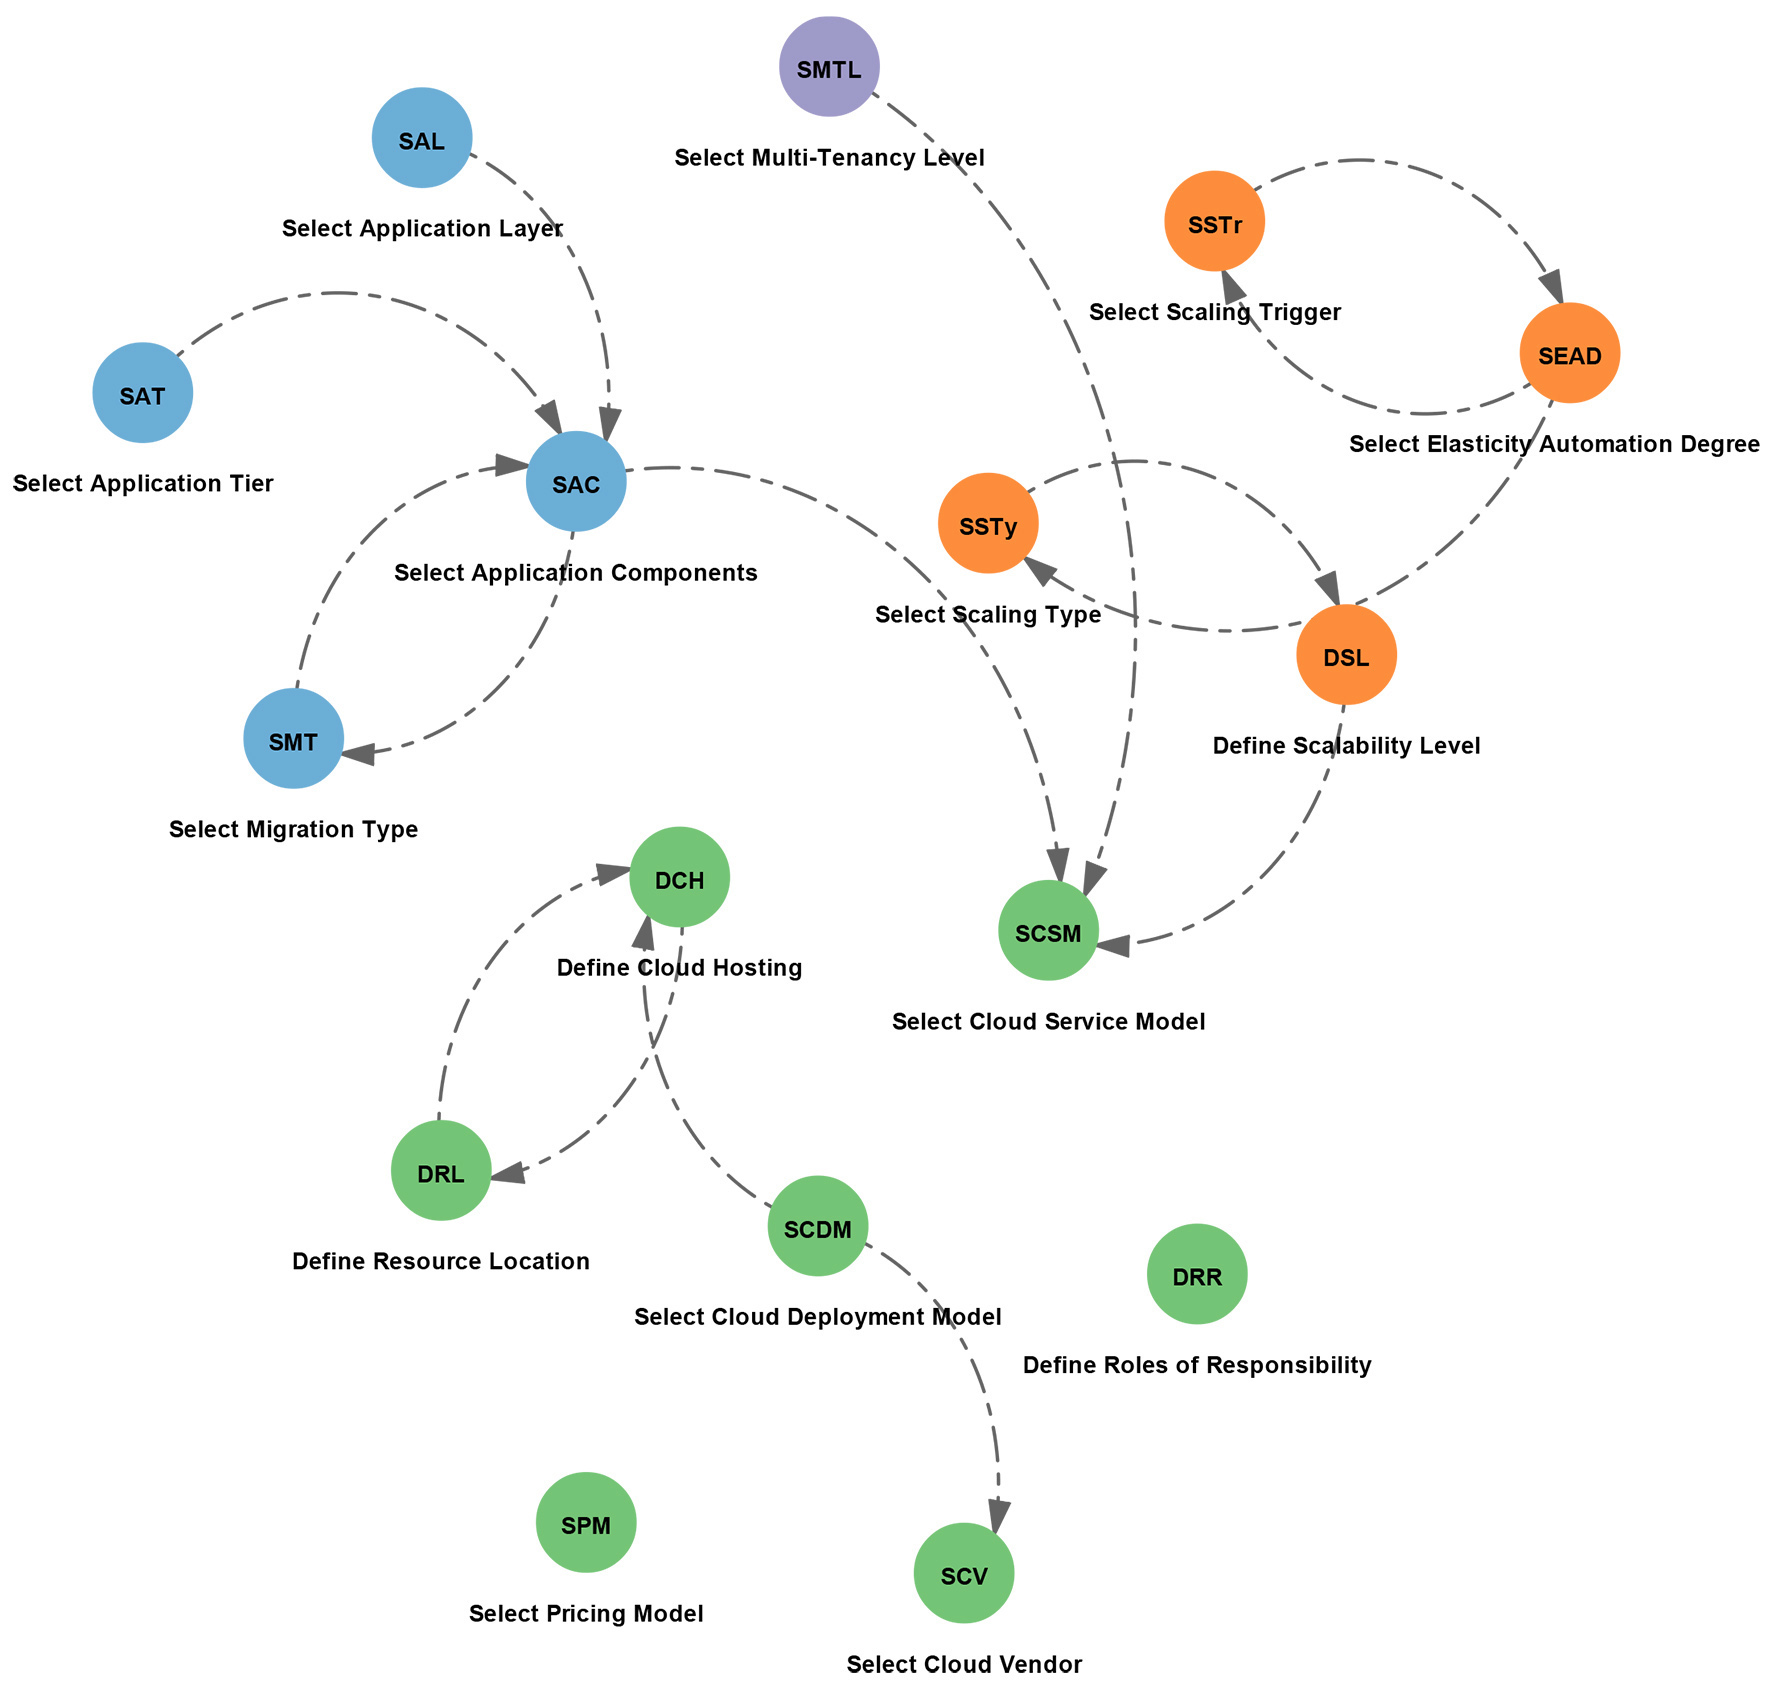 SMTL
Select Multi-Tenancy Level
SAL
Select Application Layer
SSTr
Select Scaling Trigger
SEAD
Select Elasticity Automation Degree
SAT
Select Application Tier
SAC
Select Application Components
SSTy
Select Scaling Type
DSL
Define Scalability Level
SMT
Select Migration Type
DCH
Define Cloud Hosting
SCSM
Select Cloud Service Model
DRL
Define Resource Location
SCDM
Select Cloud Deployment Model
DRR
Define Roles of Responsibility
SPM
Select Pricing Model
SCV
Select Cloud Vendor